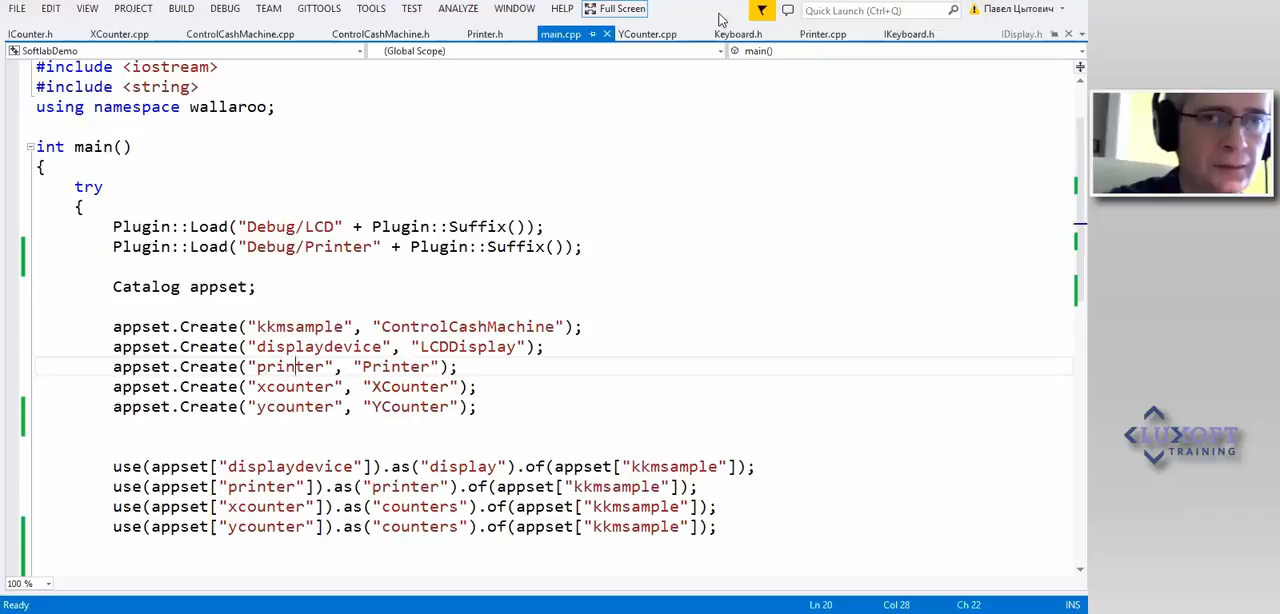 FILE EDIT VIEW PROJECT BUILD DEBUG TEAM GITTOOLS TOOLS TEST ANALYZE WINDOW HELP Full Screen Quick Launch (Ctrl+Q) Павел Цытович
ICounter.h XCounter.cpp ControlCashMachine.cpp ControlCashMachine.h Printer.h main.cpp YCounter.cpp Keyboard.h Printer.cpp IKeyboard.h IDisplay.h
SoftlabDemo (Global Scope) main()
#include <iostream>
#include <string>
using namespace wallaroo;
int main()
{
try
{
Plugin::Load("Debug/LCD" + Plugin::Suffix());
Plugin::Load("Debug/Printer" + Plugin::Suffix());
Catalog appset;
appset.Create("kkmsample", "ControlCashMachine");
appset.Create("displaydevice", "LCDDisplay");
appset.Create("printer", "Printer");
appset.Create("xcounter", "XCounter");
appset.Create("ycounter", "YCounter");
use(appset["displaydevice"]).as("display").of(appset["kkmsample"]);
use(appset["printer"]).as("printer").of(appset["kkmsample"]);
use(appset["xcounter"]).as("counters").of(appset["kkmsample"]);
use(appset["ycounter"]).as("counters").of(appset["kkmsample"]);
100 %
Ready Ln 20 Col 28 Ch 22 INS
LUXOFT
TRAINING